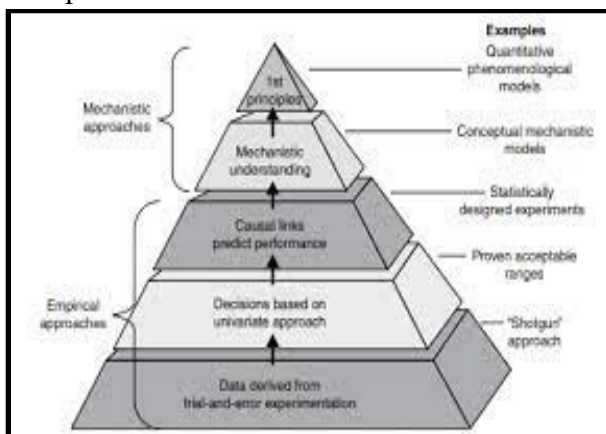 Examples
Quantitative
phenomenological
models
1st
principles
Mechanistic
approaches
Conceptual mechanistic
models
Mechanistic
understanding
Statistically
designed experiments
Causal links
predict performance
Proven acceptable
ranges
Empirical
approaches
Decisions based on
univariate approach
"Shotgun"
approach
Data derived from
trial-and-error experimentation